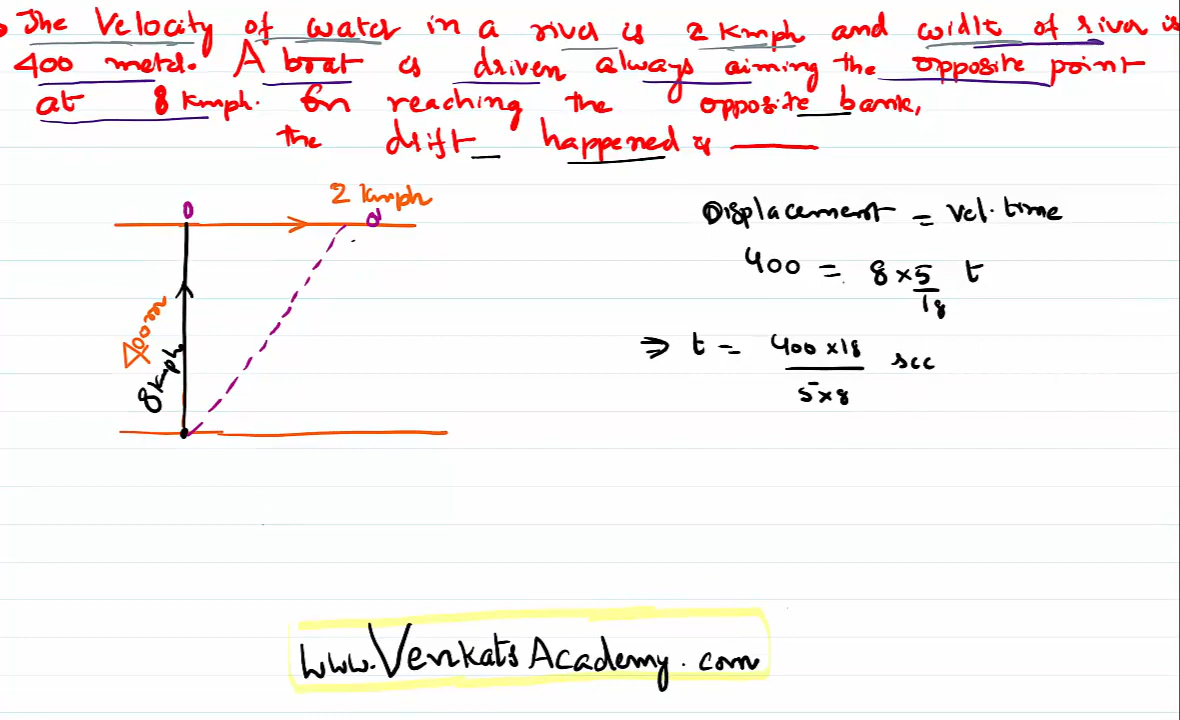 The Velocity of water in a river is 2 Kmph and width of river is
400 meter. A boat is driven always aiming the opposite point
at 8 Kmph. On reaching the opposite bank,
the drift happened is
2 Kmph
Displacement = Vel. time
400 = 8 × 5/18 t
400m
8 Kmph
⇒ t = 400 × 18 / 5 × 8 sec
www.VenkatsAcademy.com